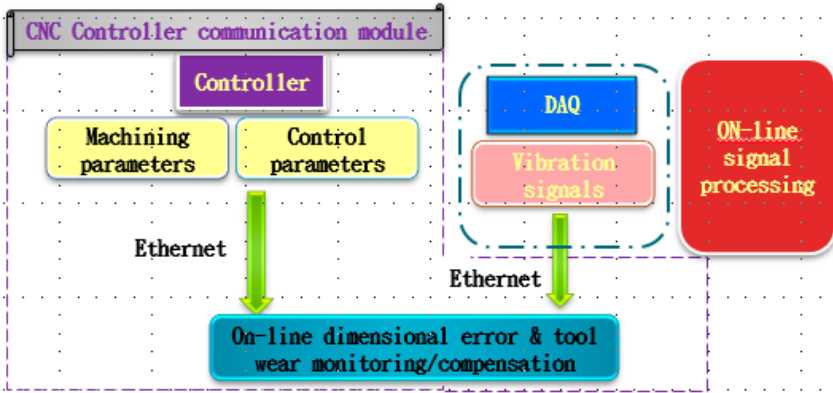 CNC Controller communication module
Controller
Machining
parameters
Control
parameters
DAQ
Vibration
signals
ON-line
signal
processing
Ethernet
Ethernet
On-line dimensional error & tool
wear monitoring/compensation